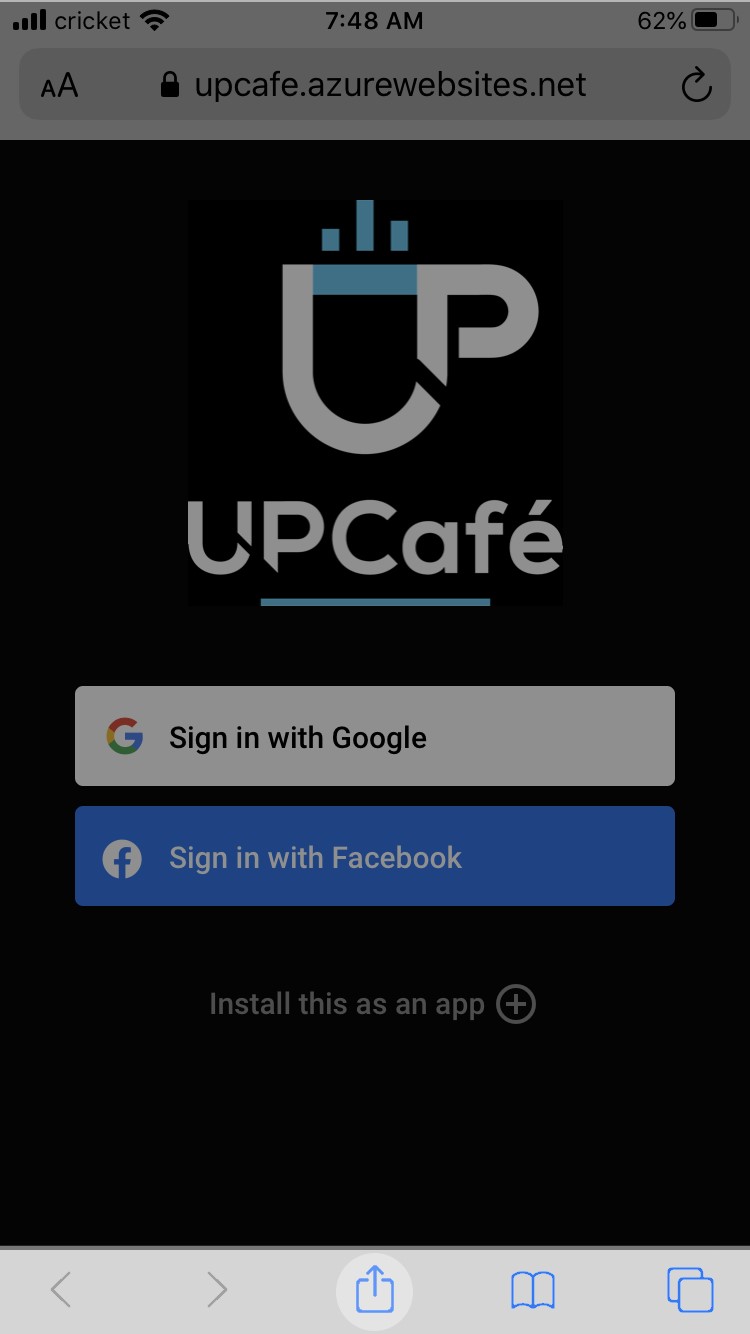 cricket 7:48 AM 62%
AA upcafe.azurewebsites.net
UP
UPCafé
Sign in with Google
Sign in with Facebook
Install this as an app